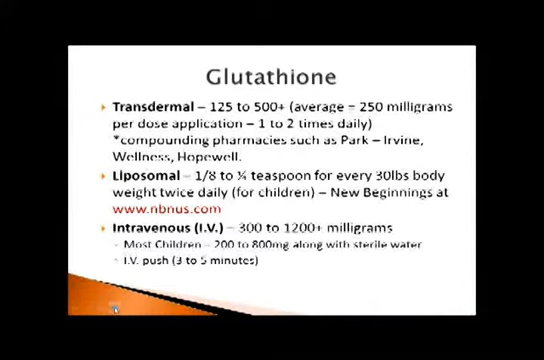 Glutathione
Transdermal – 125 to 500+ (average = 250 milligrams
per dose application – 1 to 2 times daily)
*compounding pharmacies such as Park – Irvine,
Wellness, Hopewell.
Liposomal – 1/8 to ¼ teaspoon for every 30lbs body
weight twice daily (for children) – New Beginnings at
www.nbnus.com
Intravenous (I.V.) – 300 to 1200+ milligrams
– Most Children – 200 to 800mg along with sterile water
– I.V. push (3 to 5 minutes)